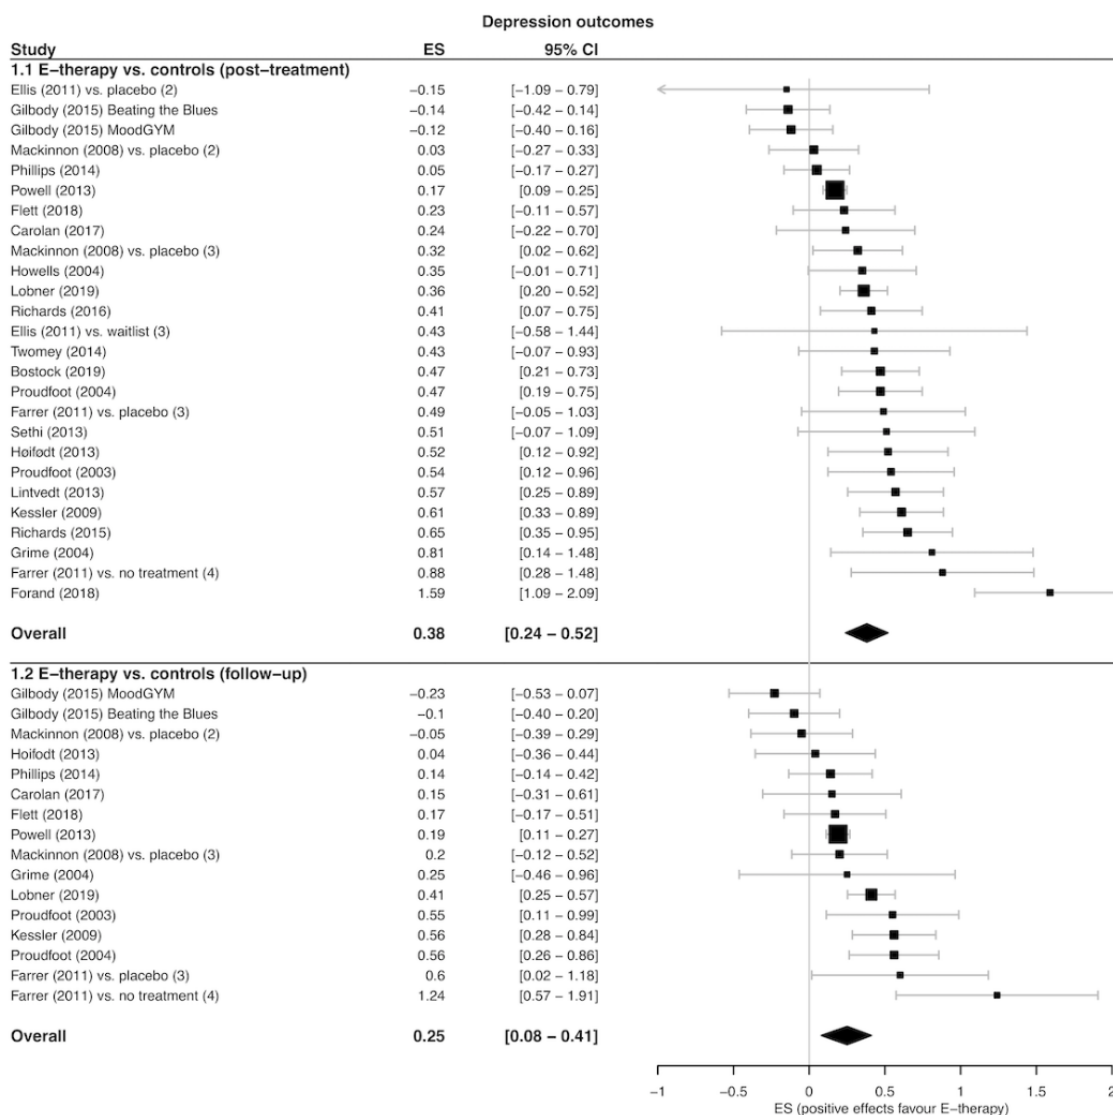 Depression outcomes
Study ES 95% CI
1.1 E−therapy vs. controls (post−treatment)
Ellis (2011) vs. placebo (2) −0.15 [−1.09 − 0.79]
Gilbody (2015) Beating the Blues −0.14 [−0.42 − 0.14]
Gilbody (2015) MoodGYM −0.12 [−0.40 − 0.16]
Mackinnon (2008) vs. placebo (2) 0.03 [−0.27 − 0.33]
Phillips (2014) 0.05 [−0.17 − 0.27]
Powell (2013) 0.17 [0.09 − 0.25]
Flett (2018) 0.23 [−0.11 − 0.57]
Carolan (2017) 0.24 [−0.22 − 0.70]
Mackinnon (2008) vs. placebo (3) 0.32 [0.02 − 0.62]
Howells (2004) 0.35 [−0.01 − 0.71]
Lobner (2019) 0.36 [0.20 − 0.52]
Richards (2016) 0.41 [0.07 − 0.75]
Ellis (2011) vs. waitlist (3) 0.43 [−0.58 − 1.44]
Twomey (2014) 0.43 [−0.07 − 0.93]
Bostock (2019) 0.47 [0.21 − 0.73]
Proudfoot (2004) 0.47 [0.19 − 0.75]
Farrer (2011) vs. placebo (3) 0.49 [−0.05 − 1.03]
Sethi (2013) 0.51 [−0.07 − 1.09]
Høifødt (2013) 0.52 [0.12 − 0.92]
Proudfoot (2003) 0.54 [0.12 − 0.96]
Lintvedt (2013) 0.57 [0.25 − 0.89]
Kessler (2009) 0.61 [0.33 − 0.89]
Richards (2015) 0.65 [0.35 − 0.95]
Grime (2004) 0.81 [0.14 − 1.48]
Farrer (2011) vs. no treatment (4) 0.88 [0.28 − 1.48]
Forand (2018) 1.59 [1.09 − 2.09]
Overall 0.38 [0.24 − 0.52]
1.2 E−therapy vs. controls (follow−up)
Gilbody (2015) MoodGYM −0.23 [−0.53 − 0.07]
Gilbody (2015) Beating the Blues −0.1 [−0.40 − 0.20]
Mackinnon (2008) vs. placebo (2) −0.05 [−0.39 − 0.29]
Hoifodt (2013) 0.04 [−0.36 − 0.44]
Phillips (2014) 0.14 [−0.14 − 0.42]
Carolan (2017) 0.15 [−0.31 − 0.61]
Flett (2018) 0.17 [−0.17 − 0.51]
Powell (2013) 0.19 [0.11 − 0.27]
Mackinnon (2008) vs. placebo (3) 0.2 [−0.12 − 0.52]
Grime (2004) 0.25 [−0.46 − 0.96]
Lobner (2019) 0.41 [0.25 − 0.57]
Proudfoot (2003) 0.55 [0.11 − 0.99]
Kessler (2009) 0.56 [0.28 − 0.84]
Proudfoot (2004) 0.56 [0.26 − 0.86]
Farrer (2011) vs. placebo (3) 0.6 [0.02 − 1.18]
Farrer (2011) vs. no treatment (4) 1.24 [0.57 − 1.91]
Overall 0.25 [0.08 − 0.41]
−1 −0.5 0 0.5 1 1.5 2
ES (positive effects favour E−therapy)